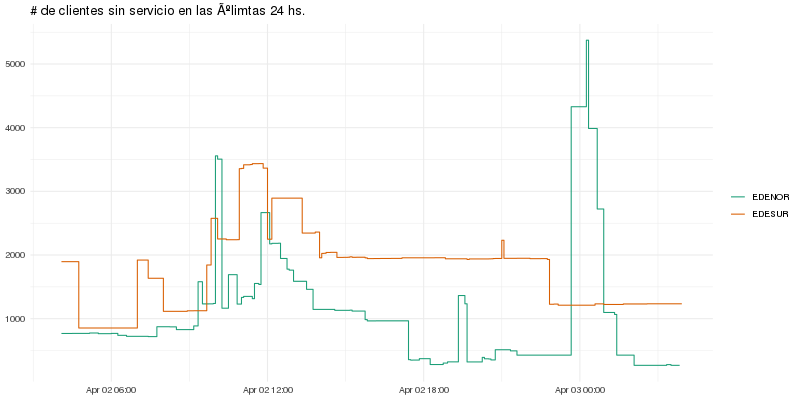 # de clientes sin servicio en las Ãºlimtas 24 hs.
5000
4000
3000
2000
1000
Apr 02 06:00
Apr 02 12:00
Apr 02 18:00
Apr 03 00:00
EDENOR
EDESUR